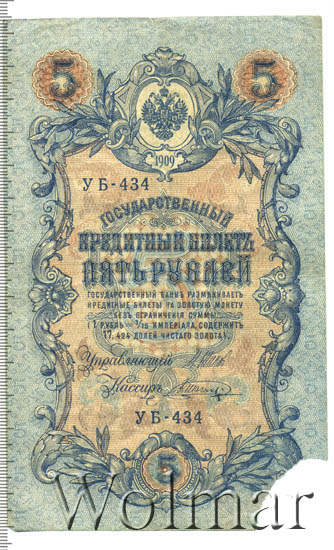 5 5
1909
УБ-434
ГОСУДАРСТВЕННЫЙ
КРЕДИТНЫЙ БИЛЕТЪ
ПЯТЬ РУБЛЕЙ
ГОСУДАРСТВЕННЫЙ БАНКЪ РАЗМѢНИВАЕТЪ
КРЕДИТНЫЕ БИЛЕТЫ НА ЗОЛОТУЮ МОНЕТУ
БЕЗЪ ОГРАНИЧЕНІЯ СУММЫ
(1 РУБЛЬ = 1/15 ИМПЕРІАЛА, СОДЕРЖИТЪ
17,424 ДОЛЕЙ ЧИСТАГО ЗОЛОТА).
Управляющій
Кассиръ
УБ-434
5
Wolmar